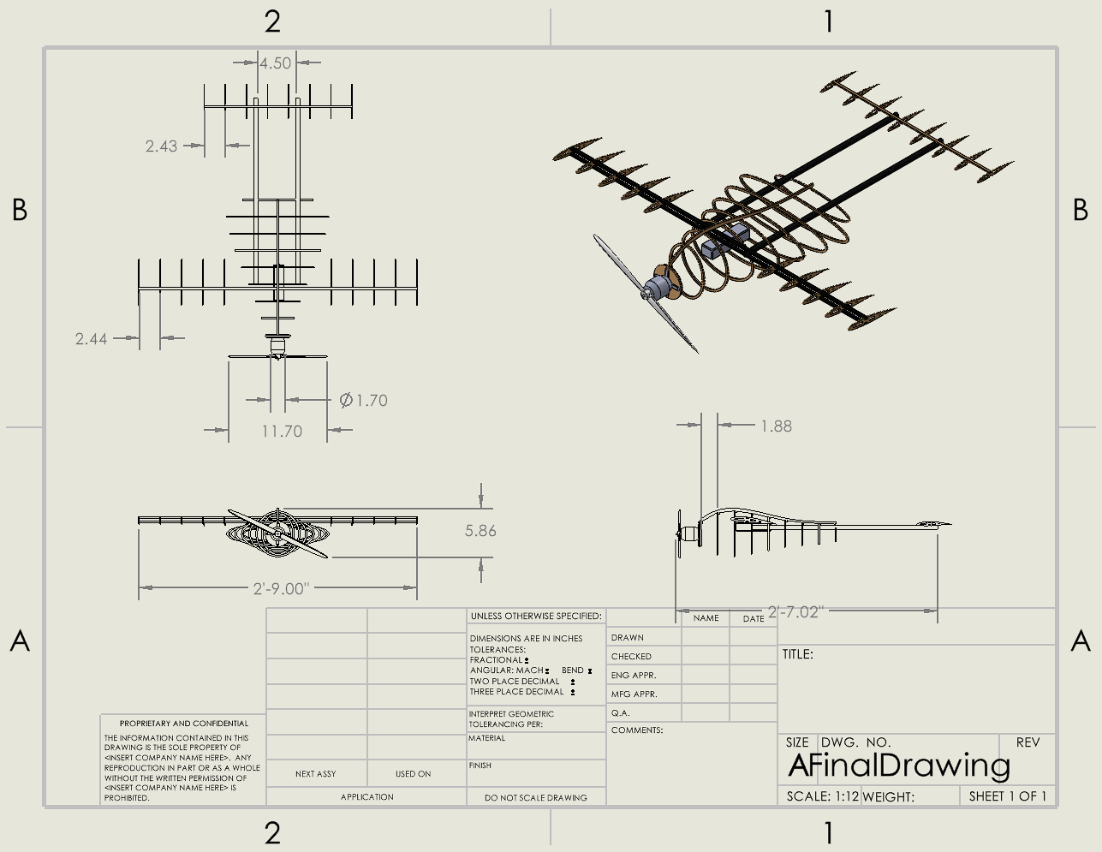 2
1
4.50
2.43
B
B
2.44
Ø1.70
11.70
1.88
5.86
2'-9.00"
2'-7.02"
A
A
UNLESS OTHERWISE SPECIFIED:
DIMENSIONS ARE IN INCHES
TOLERANCES:
FRACTIONAL±
ANGULAR: MACH± BEND ±
TWO PLACE DECIMAL ±
THREE PLACE DECIMAL ±
INTERPRET GEOMETRIC
TOLERANCING PER:
MATERIAL
FINISH
DO NOT SCALE DRAWING
NAME DATE
DRAWN
CHECKED
ENG APPR.
MFG APPR.
Q.A.
COMMENTS:
TITLE:
SIZE DWG. NO. REV
AFinalDrawing
SCALE: 1:12 WEIGHT: SHEET 1 OF 1
PROPRIETARY AND CONFIDENTIAL
THE INFORMATION CONTAINED IN THIS
DRAWING IS THE SOLE PROPERTY OF
<INSERT COMPANY NAME HERE>. ANY
REPRODUCTION IN PART OR AS A WHOLE
WITHOUT THE WRITTEN PERMISSION OF
<INSERT COMPANY NAME HERE> IS
PROHIBITED.
NEXT ASSY USED ON
APPLICATION
2
1